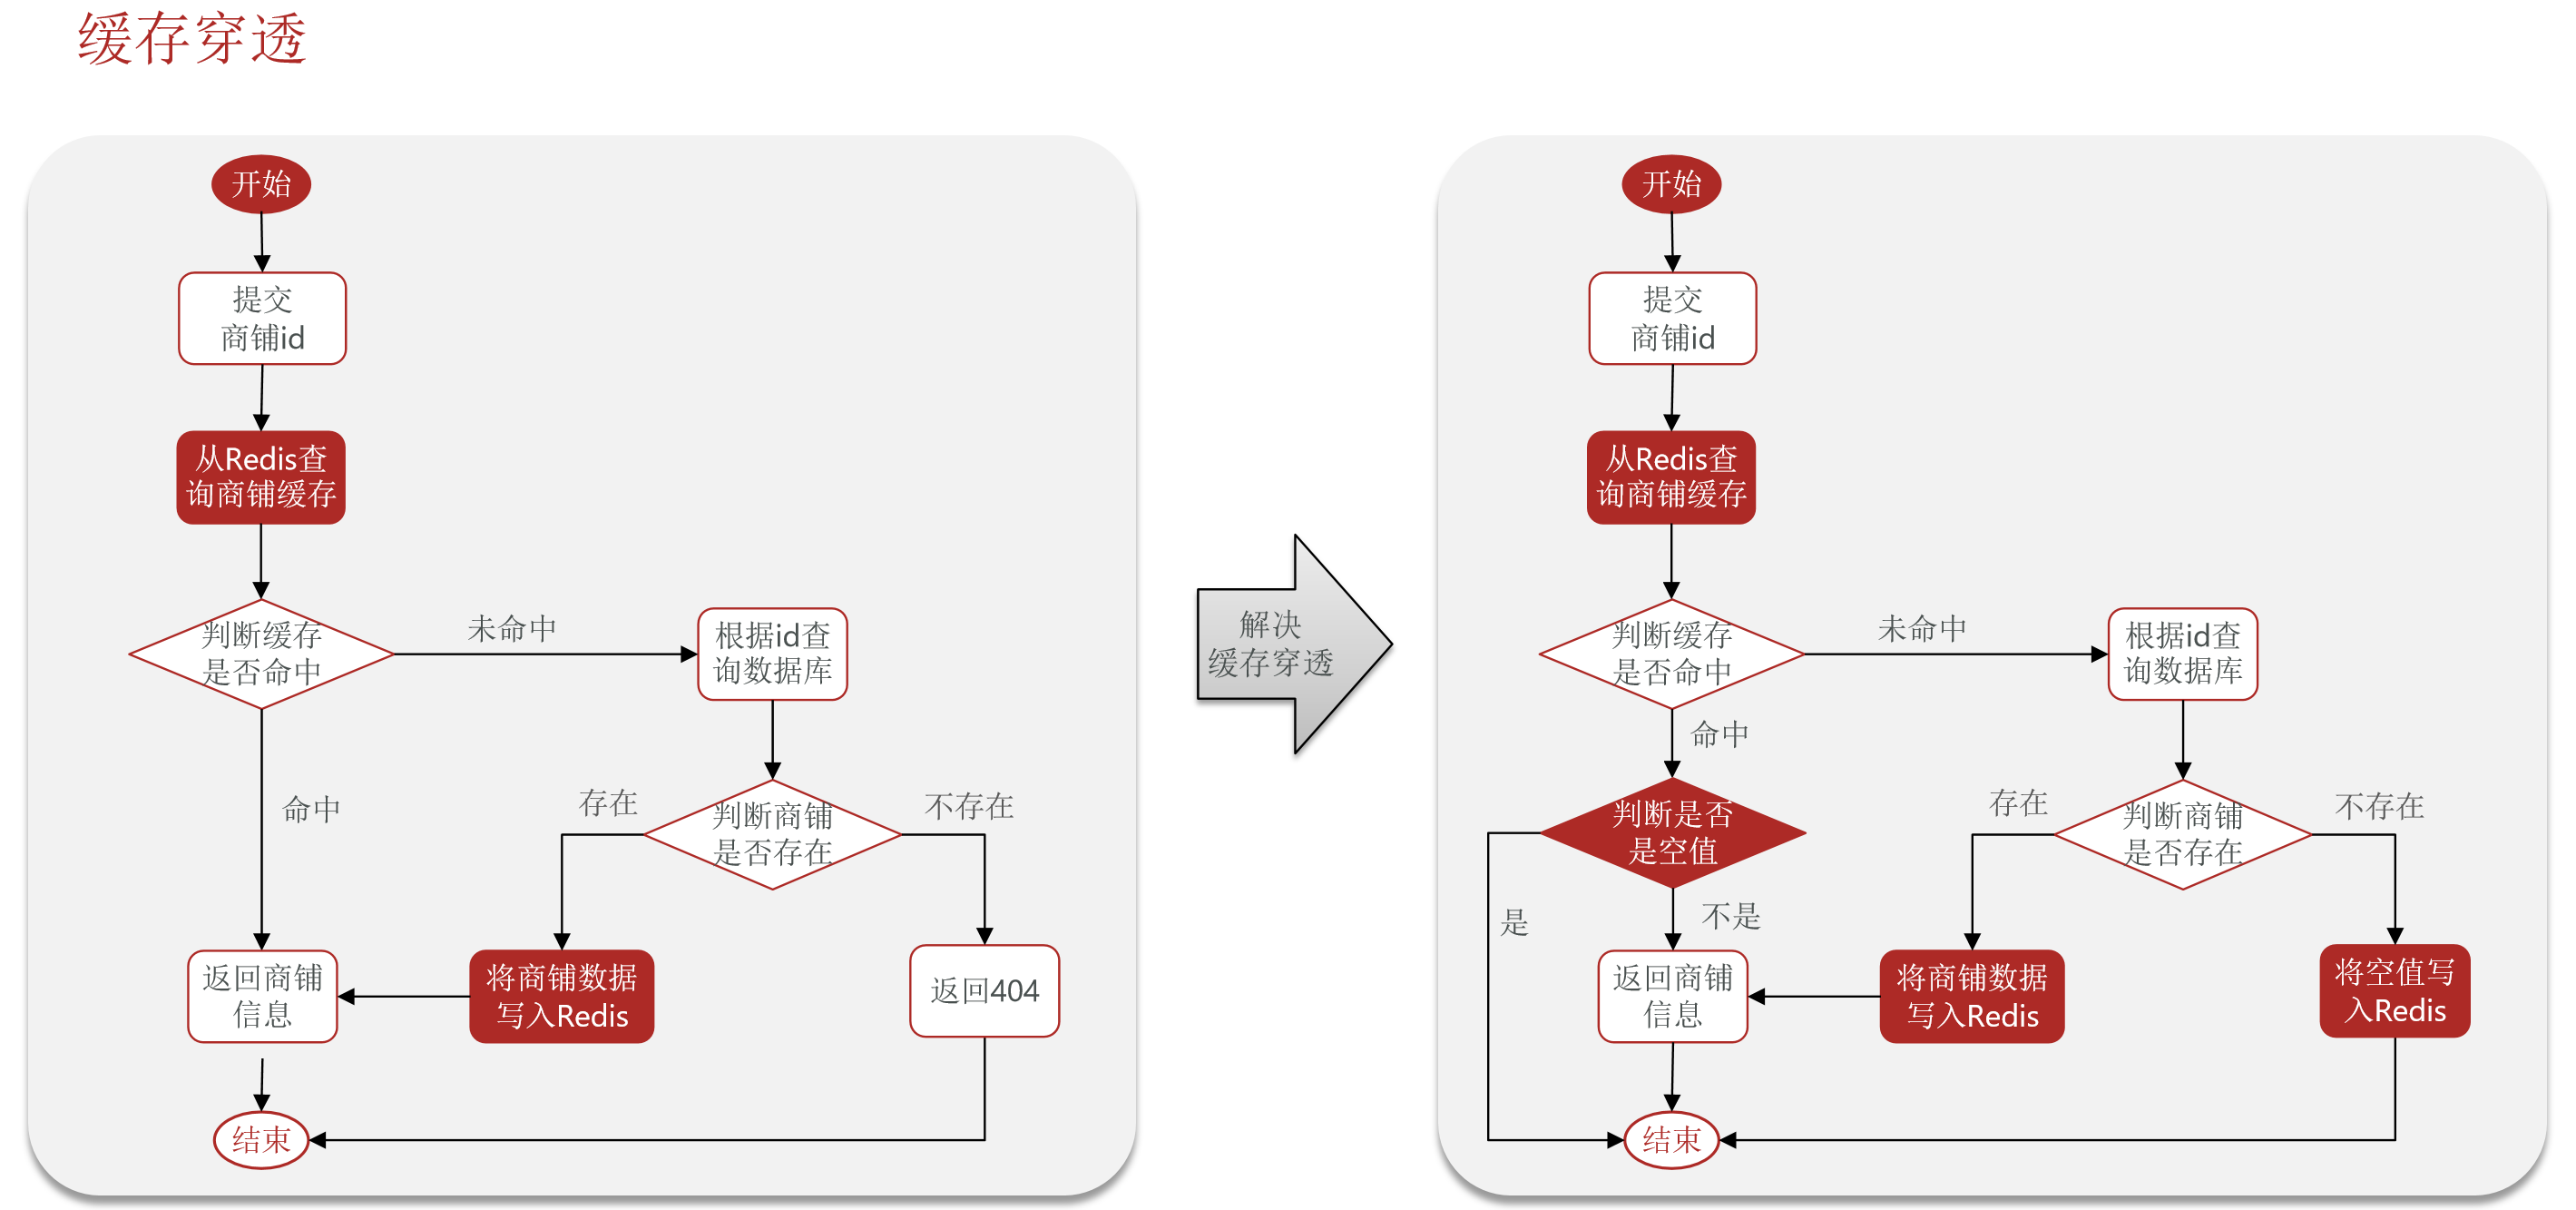 缓存穿透
开始
提交
商铺id
从Redis查
询商铺缓存
判断缓存
是否命中
未命中
根据id查
询数据库
命中
存在
判断商铺
是否存在
不存在
返回商铺
信息
将商铺数据
写入Redis
返回404
结束
解决
缓存穿透
开始
提交
商铺id
从Redis查
询商铺缓存
判断缓存
是否命中
未命中
根据id查
询数据库
命中
判断是否
是空值
存在
判断商铺
是否存在
不存在
是
不是
返回商铺
信息
将商铺数据
写入Redis
将空值写
入Redis
结束